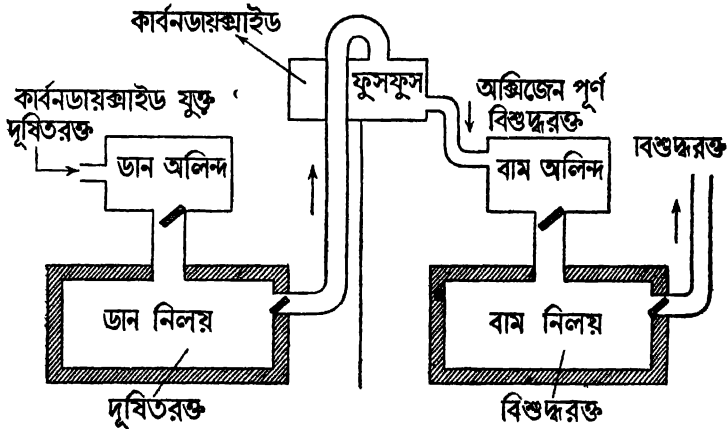 কার্বনডায়ক্সাইড
কার্বনডায়ক্সাইড যুক্ত
দূষিতরক্ত
ফুসফুস
অক্সিজেন পূর্ণ
বিশুদ্ধরক্ত
বিশুদ্ধরক্ত
ডান অলিন্দ
বাম অলিন্দ
ডান নিলয়
বাম নিলয়
দূষিতরক্ত
বিশুদ্ধরক্ত